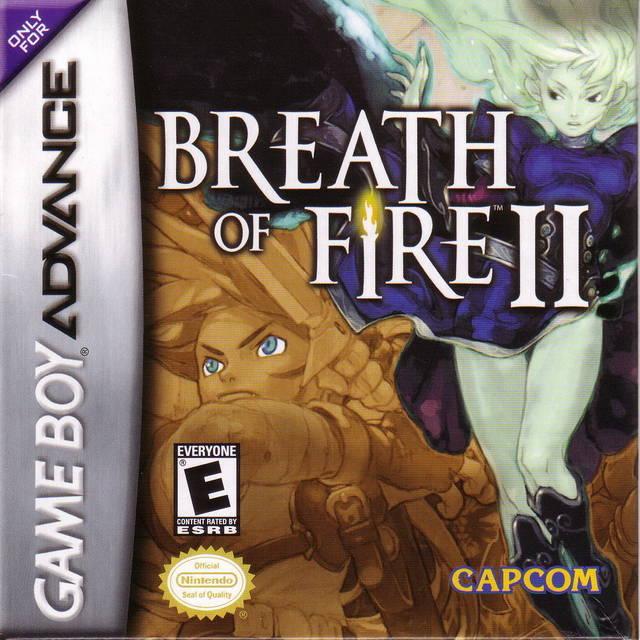 ONLY
FOR
GAME BOY ADVANCE®
BREATH
OF FIRE II™
EVERYONE
®
E
CONTENT RATED BY
ESRB
Official
Nintendo
Seal of Quality
®
CAPCOM